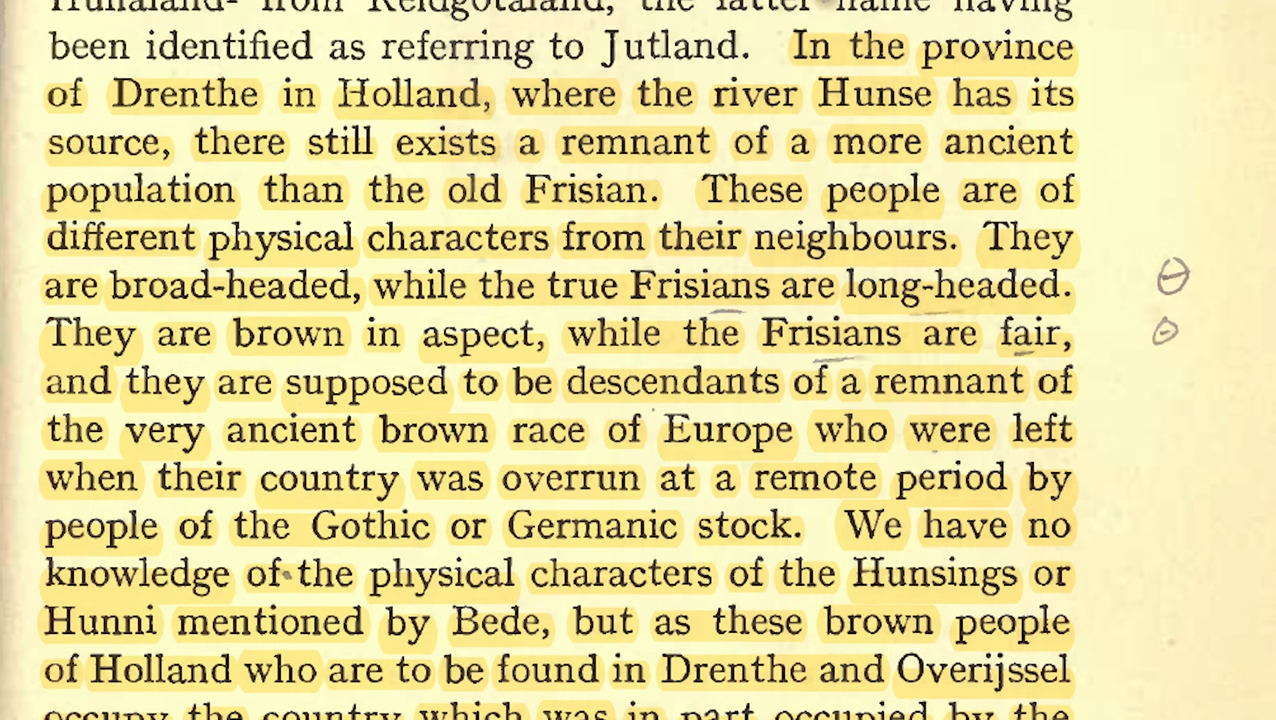 Hunaland- from Reidgotaland, the latter name having
been identified as referring to Jutland. In the province
of Drenthe in Holland, where the river Hunse has its
source, there still exists a remnant of a more ancient
population than the old Frisian. These people are of
different physical characters from their neighbours. They
are broad-headed, while the true Frisians are long-headed.
They are brown in aspect, while the Frisians are fair,
and they are supposed to be descendants of a remnant of
the very ancient brown race of Europe who were left
when their country was overrun at a remote period by
people of the Gothic or Germanic stock. We have no
knowledge of the physical characters of the Hunsings or
Hunni mentioned by Bede, but as these brown people
of Holland who are to be found in Drenthe and Overijssel
occupy the country which was in part occupied by the